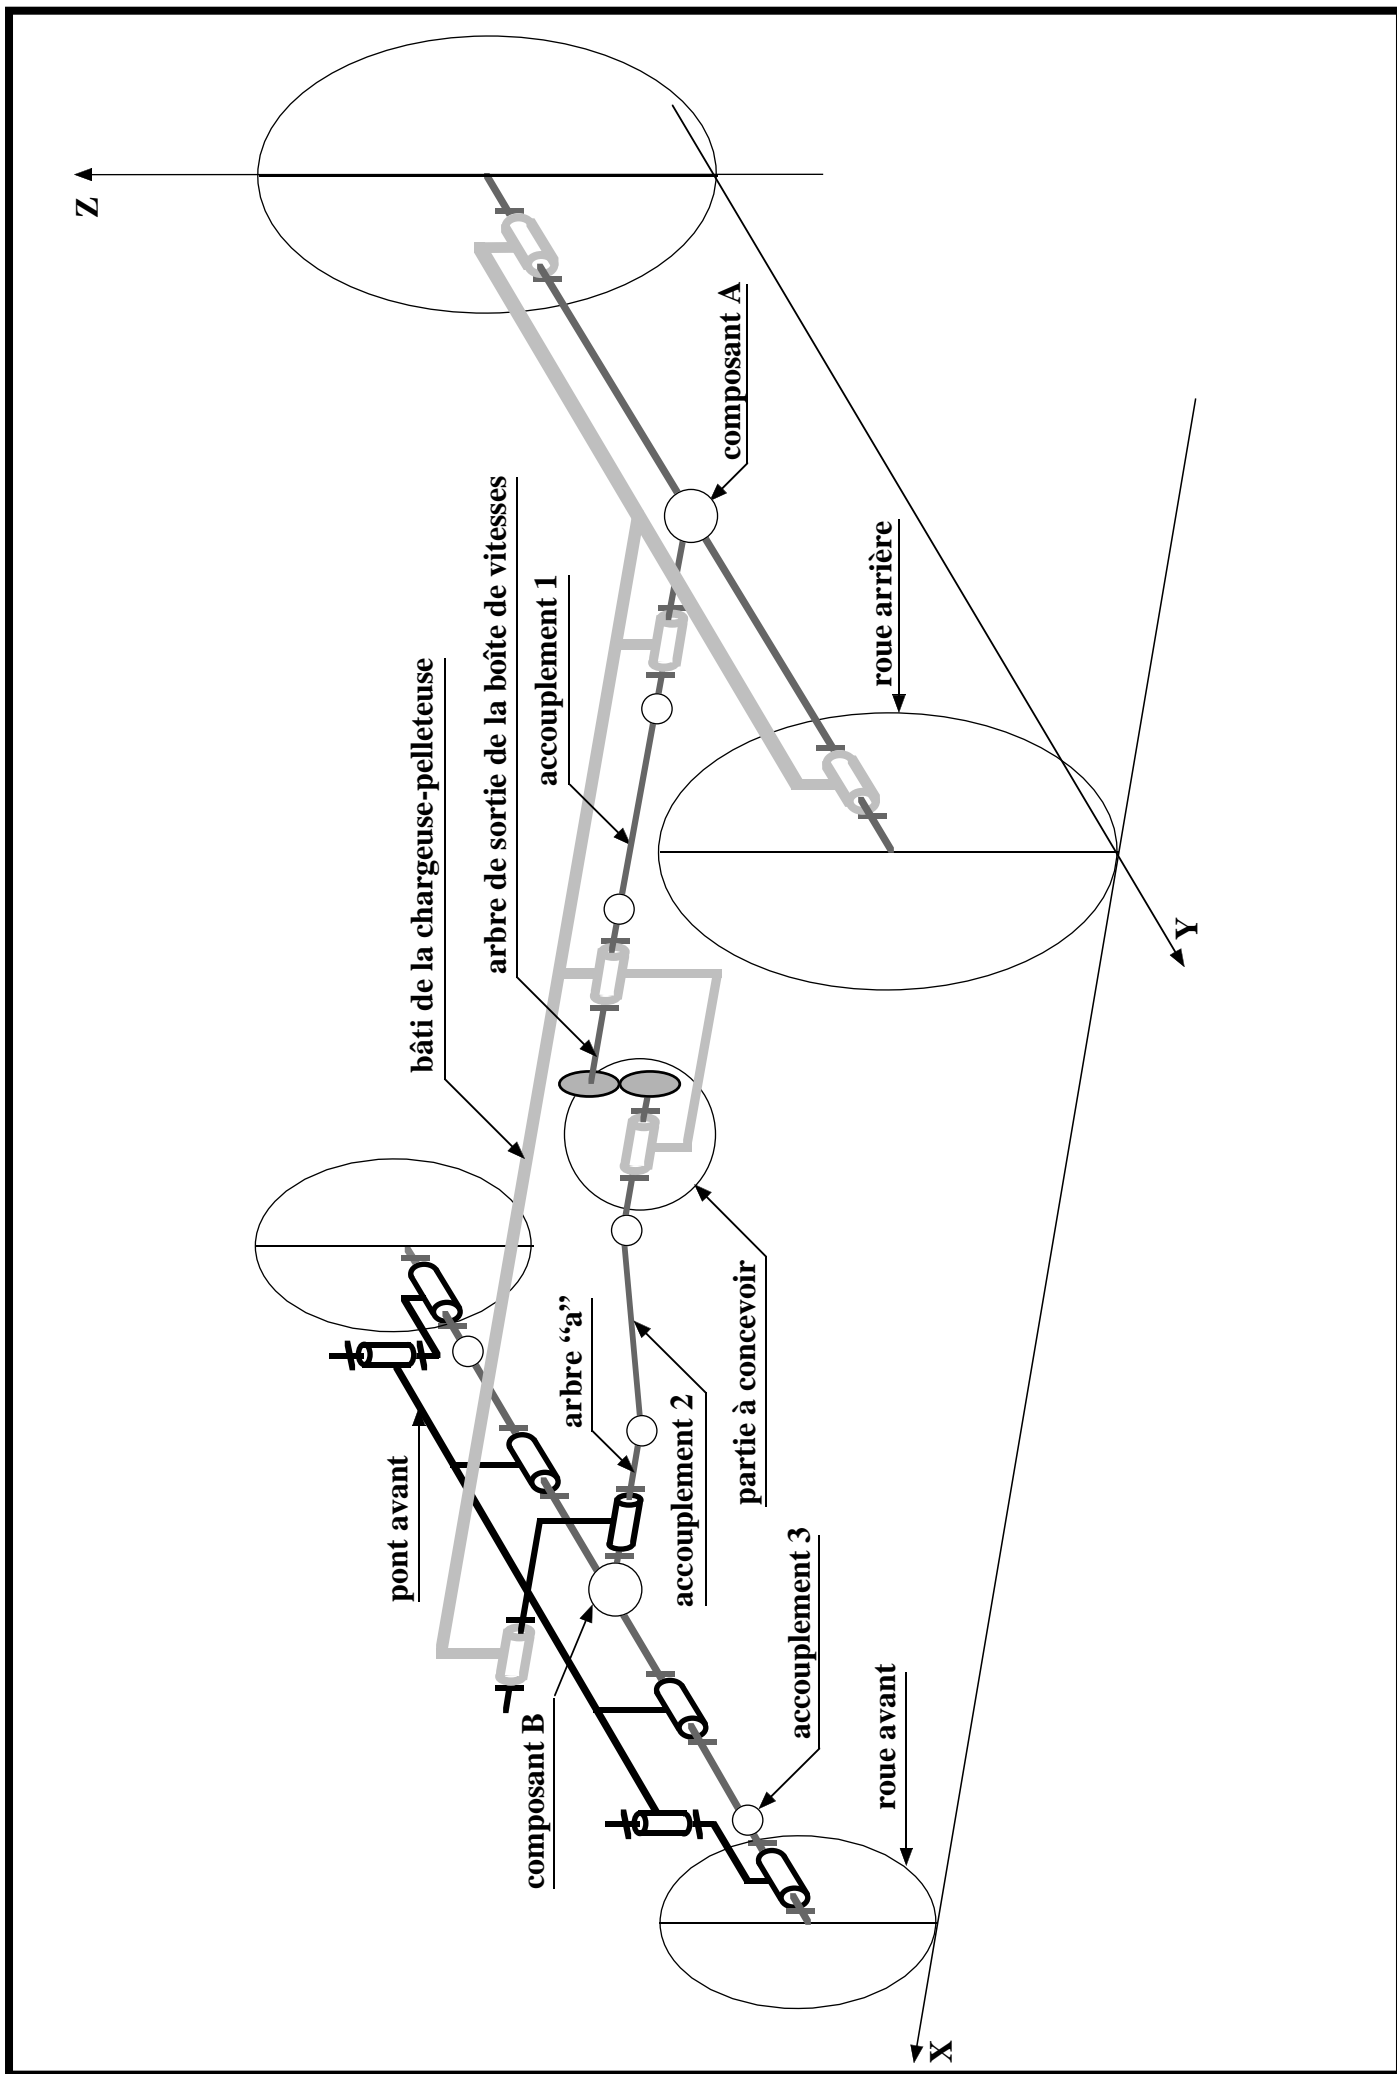 Z
composant A
arbre de sortie de la boîte de vitesses
accouplement 1
roue arrière
bâti de la chargeuse-pelleteuse
Y
arbre “a”
partie à concevoir
pont avant
accouplement 2
accouplement 3
composant B
roue avant
X